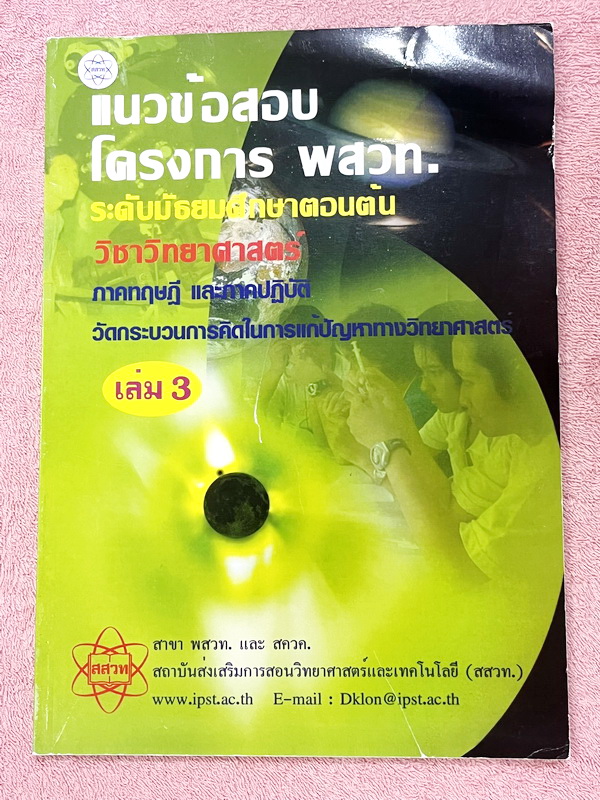 สสวท
แนวข้อสอบ
โครงการ พสวท.
ระดับมัธยมศึกษาตอนต้น
วิชาวิทยาศาสตร์
ภาคทฤษฎี และภาคปฏิบัติ
วัดกระบวนการคิดในการแก้ปัญหาทางวิทยาศาสตร์
เล่ม 3
สสวท
สาขา พสวท. และ สควค.
สถาบันส่งเสริมการสอนวิทยาศาสตร์และเทคโนโลยี (สสวท.)
www.ipst.ac.th E-mail : Dklon@ipst.ac.th